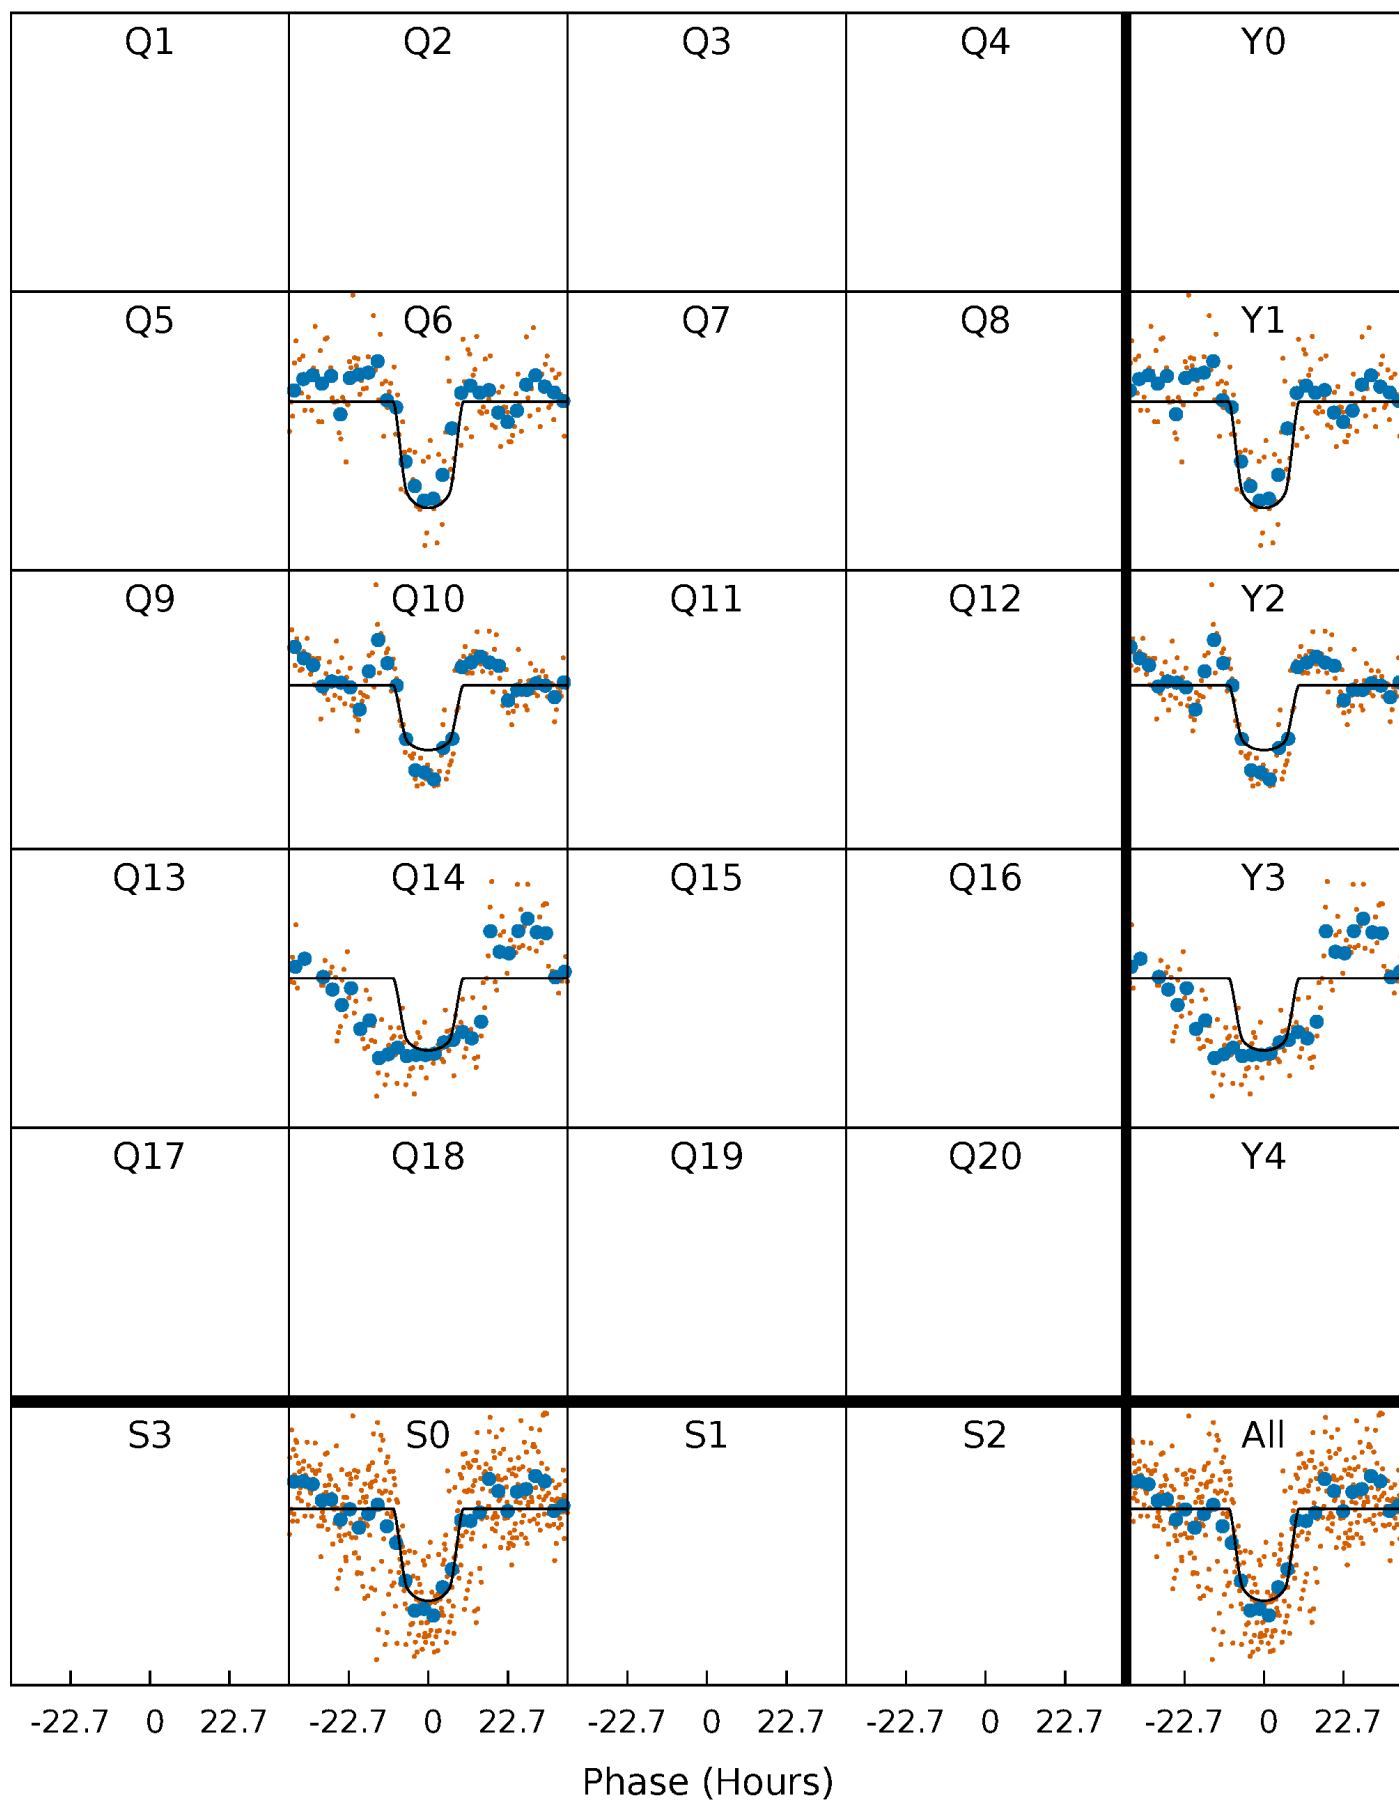 Q1 Q2 Q3 Q4 Y0
Q5 Q6 Q7 Q8 Y1
Q9 Q10 Q11 Q12 Y2
Q13 Q14 Q15 Q16 Y3
Q17 Q18 Q19 Q20 Y4
S3 S0 S1 S2 All
-22.7 0 22.7 -22.7 0 22.7 -22.7 0 22.7 -22.7 0 22.7 -22.7 0 22.7
Phase (Hours)